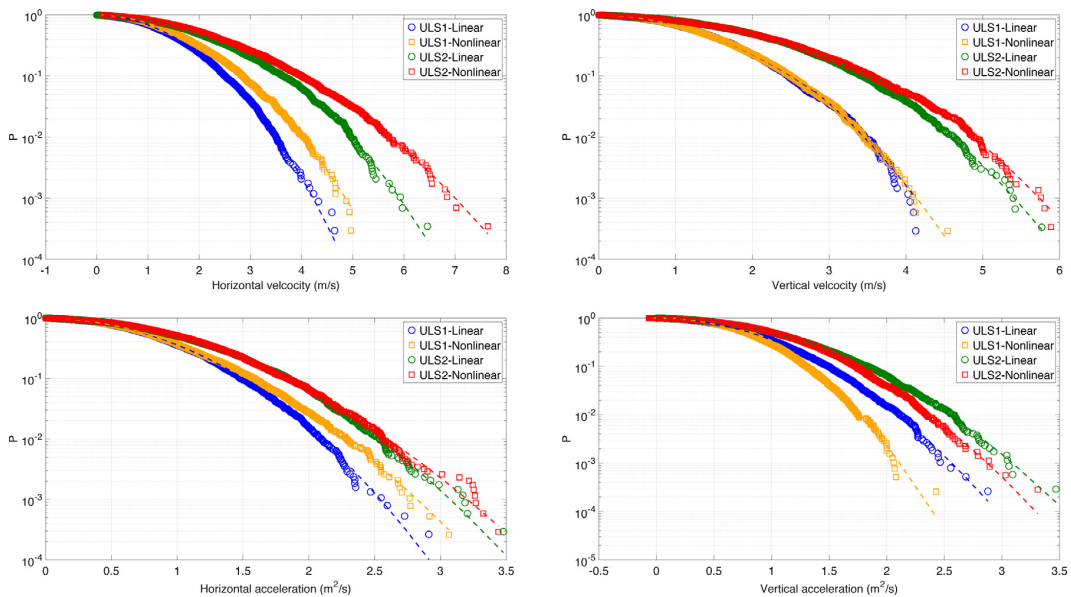 10^0
10^-1
10^-2
10^-3
10^-4
P
-1 0 1 2 3 4 5 6 7 8
Horizontal velcocity (m/s)
ULS1-Linear
ULS1-Nonlinear
ULS2-Linear
ULS2-Nonlinear
10^0
10^-1
10^-2
10^-3
10^-4
P
0 1 2 3 4 5 6
Vertical velocity (m/s)
ULS1-Linear
ULS1-Nonlinear
ULS2-Linear
ULS2-Nonlinear
10^0
10^-1
10^-2
10^-3
10^-4
P
0 0.5 1 1.5 2 2.5 3 3.5
Horizontal acceleration (m^2/s)
ULS1-Linear
ULS1-Nonlinear
ULS2-Linear
ULS2-Nonlinear
10^0
10^-1
10^-2
10^-3
10^-4
10^-5
P
-0.5 0 0.5 1 1.5 2 2.5 3 3.5
Vertical acceleration (m^2/s)
ULS1-Linear
ULS1-Nonlinear
ULS2-Linear
ULS2-Nonlinear